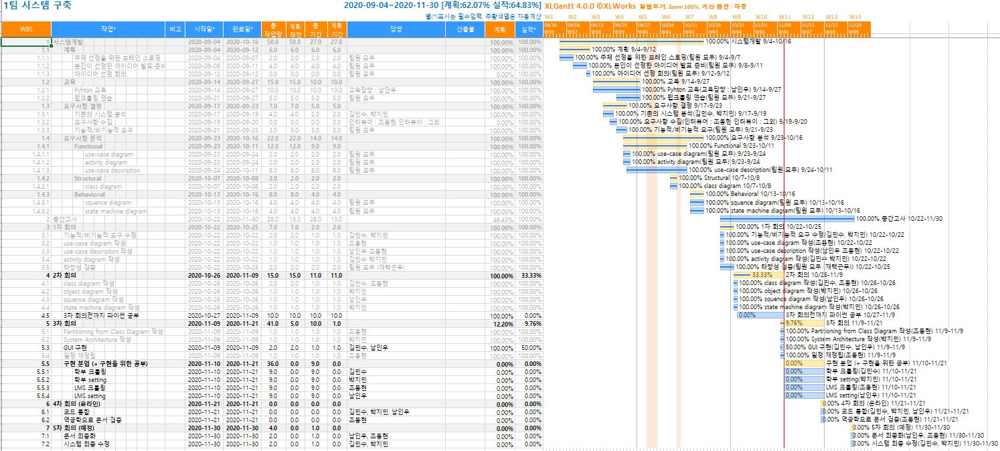 1팀 시스템 구축 2020-09-04~2020-11-30 [계획:62.07% 실적:64.83%] XLGantt 4.0.0 ©XLWorks 일별보기, Zoom 100%, 계산 옵션 : 자동
별(*)표시는 필수입력, 주황색열은 자동계산 W1 W2 W3 W4 W5 W6 W7 W8 W9 W10 W11 W12 W13 W14
WBS 작업* 비고 시작일* 완료일* 총 작업량 계획 작업 총 기간 계획 기간 담당 산출물 계획 실적* 08/30 09/06 09/13 09/20 09/27 10/04 10/11 10/18 10/25 11/01 11/08 11/15 11/22 11/29
W36 W37 W38 W39 W40 W41 W42 W43 W44 W45 W46 W47 W48 W49
1 시스템개발 2020-09-04 2020-10-16 50.0 50.0 27.0 27.0 100.00% 100.00% 100.00% 시스템개발 9/4-10/16
1.1 계획 2020-09-04 2020-09-12 6.0 6.0 6.0 6.0 100.00% 100.00% 100.00% 계획 9/4-9/12
1.1.1 주제 선정을 위한 브레인 스토밍 2020-09-04 2020-09-07 2.0 2.0 2.0 2.0 팀원 모두 100.00% 100.00% 100.00% 주제 선정을 위한 브레인 스토밍(팀원 모두) 9/4-9/7
1.1.2 본인이 선정한 아이디어 발표 준비 2020-09-08 2020-09-11 4.0 4.0 4.0 4.0 팀원 모두 100.00% 100.00% 100.00% 본인이 선정한 아이디어 발표 준비(팀원 모두) 9/8-9/11
1.1.3 아이디어 선정 회의 2020-09-12 2020-09-12 0.0 0.0 0.0 0.0 팀원 모두 0.00% 100.00% 100.00% 아이디어 선정 회의(팀원 모두) 9/12-9/12
1.2 교육 2020-09-14 2020-09-27 15.0 15.0 10.0 10.0 100.00% 100.00% 100.00% 교육 9/14-9/27
1.2.1 Pyhton 교육 2020-09-14 2020-09-27 10.0 10.0 10.0 10.0 교육담당 : 남인우 100.00% 100.00% 100.00% Pyhton 교육(교육담당 : 남인우) 9/14-9/27
1.2.2 웹크롤링 연습 2020-09-21 2020-09-27 5.0 5.0 5.0 5.0 팀원 모두 100.00% 100.00% 100.00% 웹크롤링 연습(팀원 모두) 9/21-9/27
1.3 요구사항 결정 2020-09-17 2020-09-23 7.0 7.0 5.0 5.0 100.00% 100.00% 100.00% 요구사항 결정 9/17-9/23
1.3.1 기존의 시스템 분석 2020-09-17 2020-09-19 4.0 4.0 2.0 2.0 김민수, 박지민 100.00% 100.00% 100.00% 기존의 시스템 분석(김민수, 박지민) 9/17-9/19
1.3.2 요구사항 수집 2020-09-19 2020-09-20 0.0 0.0 0.0 0.0 인터뷰어 : 조동현 인터뷰이 : 그외 0.00% 100.00% 100.00% 요구사항 수집(인터뷰어 : 조동현 인터뷰이 : 그외) 9/19-9/20
1.3.3 기능적/비기능적 요구 2020-09-21 2020-09-23 3.0 3.0 3.0 3.0 팀원 모두 100.00% 100.00% 100.00% 기능적/비기능적 요구(팀원 모두) 9/21-9/23
1.4 요구사항 분석 2020-09-23 2020-10-16 22.0 22.0 14.0 14.0 100.00% 100.00% 100.00% 요구사항 분석 9/23-10/16
1.4.1 Functional 2020-09-23 2020-10-11 12.0 12.0 9.0 9.0 100.00% 100.00% 100.00% Functional 9/23-10/11
1.4.1.1 use-case diagram 2020-09-23 2020-09-24 2.0 2.0 2.0 2.0 팀원 모두 100.00% 100.00% 100.00% use-case diagram(팀원 모두) 9/23-9/24
1.4.1.2 activity diagram 2020-09-23 2020-09-24 2.0 2.0 2.0 2.0 팀원 모두 100.00% 100.00% 100.00% activity diagram(팀원 모두) 9/23-9/24
1.4.1.3 use-case description 2020-09-24 2020-10-11 8.0 8.0 8.0 8.0 팀원 모두 100.00% 100.00% 100.00% use-case description(팀원 모두) 9/24-10/11
1.4.2 Structural 2020-10-07 2020-10-08 2.0 2.0 2.0 2.0 100.00% 100.00% 100.00% Structural 10/7-10/8
1.4.2.1 class diagram 2020-10-07 2020-10-08 2.0 2.0 2.0 2.0 100.00% 100.00% 100.00% class diagram 10/7-10/8
1.4.3 Behavioral 2020-10-13 2020-10-16 8.0 8.0 4.0 4.0 100.00% 100.00% 100.00% Behavioral 10/13-10/16
1.4.3.1 squence diagram 2020-10-13 2020-10-16 4.0 4.0 4.0 4.0 팀원 모두 100.00% 100.00% 100.00% squence diagram(팀원 모두) 10/13-10/16
1.4.3.2 state machine diagram 2020-10-13 2020-10-16 4.0 4.0 4.0 4.0 팀원 모두 100.00% 100.00% 100.00% state machine diagram(팀원 모두) 10/13-10/16
2 중간고사 2020-10-22 2020-11-30 28.0 13.0 28.0 13.0 46.43% 100.00% 100.00% 중간고사 10/22-11/30
3 1차 회의 2020-10-22 2020-10-25 7.0 7.0 2.0 2.0 100.00% 100.00% 100.00% 1차 회의 10/22-10/25
3.1 기능적/비기능적 요구 수정 2020-10-22 2020-10-22 2.0 2.0 1.0 1.0 김민수, 박지민 100.00% 100.00% 100.00% 기능적/비기능적 요구 수정(김민수, 박지민) 10/22-10/22
3.2 use-case diagram 작성 2020-10-22 2020-10-22 1.0 1.0 1.0 1.0 조동현 100.00% 100.00% 100.00% use-case diagram 작성(조동현) 10/22-10/22
3.3 use-case description 작성 2020-10-22 2020-10-22 1.0 1.0 1.0 1.0 남인우 조동현 100.00% 100.00% 100.00% use-case description 작성(남인우 조동현) 10/22-10/22
3.4 activity diagram 작성 2020-10-22 2020-10-22 1.0 1.0 1.0 1.0 김민수 박지민 100.00% 100.00% 100.00% activity diagram 작성(김민수 박지민) 10/22-10/22
3.5 타당성 검증 2020-10-22 2020-10-25 2.0 2.0 2.0 2.0 팀원 모두 (재택근무) 100.00% 100.00% 100.00% 타당성 검증(팀원 모두 (재택근무)) 10/22-10/25
4 2차 회의 2020-10-26 2020-11-09 15.0 15.0 11.0 11.0 100.00% 33.33% 33.33% 2차 회의 10/26-11/9
4.1 class diagram 작성 2020-10-26 2020-10-26 2.0 2.0 1.0 1.0 김민수, 조동현 100.00% 100.00% 100.00% class diagram 작성(김민수, 조동현) 10/26-10/26
4.2 object diagram 작성 2020-10-26 2020-10-26 1.0 1.0 1.0 1.0 박지민 100.00% 100.00% 100.00% object diagram 작성(박지민) 10/26-10/26
4.3 squence diagram 작성 2020-10-26 2020-10-26 1.0 1.0 1.0 1.0 남인우 100.00% 100.00% 100.00% squence diagram 작성(남인우) 10/26-10/26
4.4 state machine diagram 작성 2020-10-26 2020-10-26 1.0 1.0 1.0 1.0 박지민 100.00% 100.00% 100.00% state machine diagram 작성(박지민) 10/26-10/26
4.5 3차 회의전까지 파이썬 공부 2020-10-27 2020-11-09 10.0 10.0 10.0 10.0 100.00% 0.00% 0.00% 3차 회의전까지 파이썬 공부 10/27-11/9
5 3차 회의 2020-11-09 2020-11-21 41.0 5.0 10.0 1.0 12.20% 9.76% 9.76% 3차 회의 11/9-11/21
5.1 Partitioning from Class Diagram 작성 2020-11-09 2020-11-09 1.0 1.0 1.0 1.0 조동현 100.00% 100.00% 100.00% Partitioning from Class Diagram 작성(조동현) 11/9-11/9
5.2 System Architecture 작성 2020-11-09 2020-11-09 1.0 1.0 1.0 1.0 박지민 100.00% 100.00% 100.00% System Architecture 작성(박지민) 11/9-11/9
5.3 GUI 구현 2020-11-09 2020-11-09 2.0 2.0 1.0 1.0 김민수, 남인우 100.00% 50.00% 50.00% GUI 구현(김민수, 남인우) 11/9-11/9
5.4 일정 재정립 2020-11-09 2020-11-09 1.0 1.0 1.0 1.0 조동현 100.00% 100.00% 100.00% 일정 재정립(조동현) 11/9-11/9
5.5 구현 분업 (+ 구현을 위한 공부) 2020-11-10 2020-11-21 36.0 0.0 9.0 0.0 0.00% 0.00% 0.00% 구현 분업 (+ 구현을 위한 공부) 11/10-11/21
5.5.1 학부 크롤링 2020-11-10 2020-11-21 9.0 0.0 9.0 0.0 김민수 0.00% 0.00% 0.00% 학부 크롤링(김민수) 11/10-11/21
5.5.2 학부 setting 2020-11-10 2020-11-21 9.0 0.0 9.0 0.0 박지민 0.00% 0.00% 0.00% 학부 setting(박지민) 11/10-11/21
5.5.3 LMS 크롤링 2020-11-10 2020-11-21 9.0 0.0 9.0 0.0 조동현 0.00% 0.00% 0.00% LMS 크롤링(조동현) 11/10-11/21
5.5.4 LMS setting 2020-11-10 2020-11-21 9.0 0.0 9.0 0.0 남인우 0.00% 0.00% 0.00% LMS setting(남인우) 11/10-11/21
6 4차 회의 (온라인) 2020-11-21 2020-11-21 0.0 0.0 0.0 0.0 0.00% 0.00% 0.00% 4차 회의 (온라인) 11/21-11/21
6.1 코드 통합 2020-11-21 2020-11-21 0.0 0.0 0.0 0.0 김민수, 박지민, 남인우 0.00% 0.00% 0.00% 코드 통합(김민수, 박지민, 남인우) 11/21-11/21
6.2 역공학으로 문서 검증 2020-11-21 2020-11-21 0.0 0.0 0.0 0.0 조동현 0.00% 0.00% 0.00% 역공학으로 문서 검증(조동현) 11/21-11/21
7 5차 회의 (예정) 2020-11-30 2020-11-30 4.0 0.0 1.0 0.0 0.00% 0.00% 0.00% 5차 회의 (예정) 11/30-11/30
7.1 문서 최종화 2020-11-30 2020-11-30 2.0 0.0 1.0 0.0 남인우, 조동현 0.00% 0.00% 0.00% 문서 최종화(남인우, 조동현) 11/30-11/30
7.2 시스템 최종 수정 2020-11-30 2020-11-30 2.0 0.0 1.0 0.0 김민수, 박지민 0.00% 0.00% 0.00% 시스템 최종 수정(김민수, 박지민) 11/30-11/30